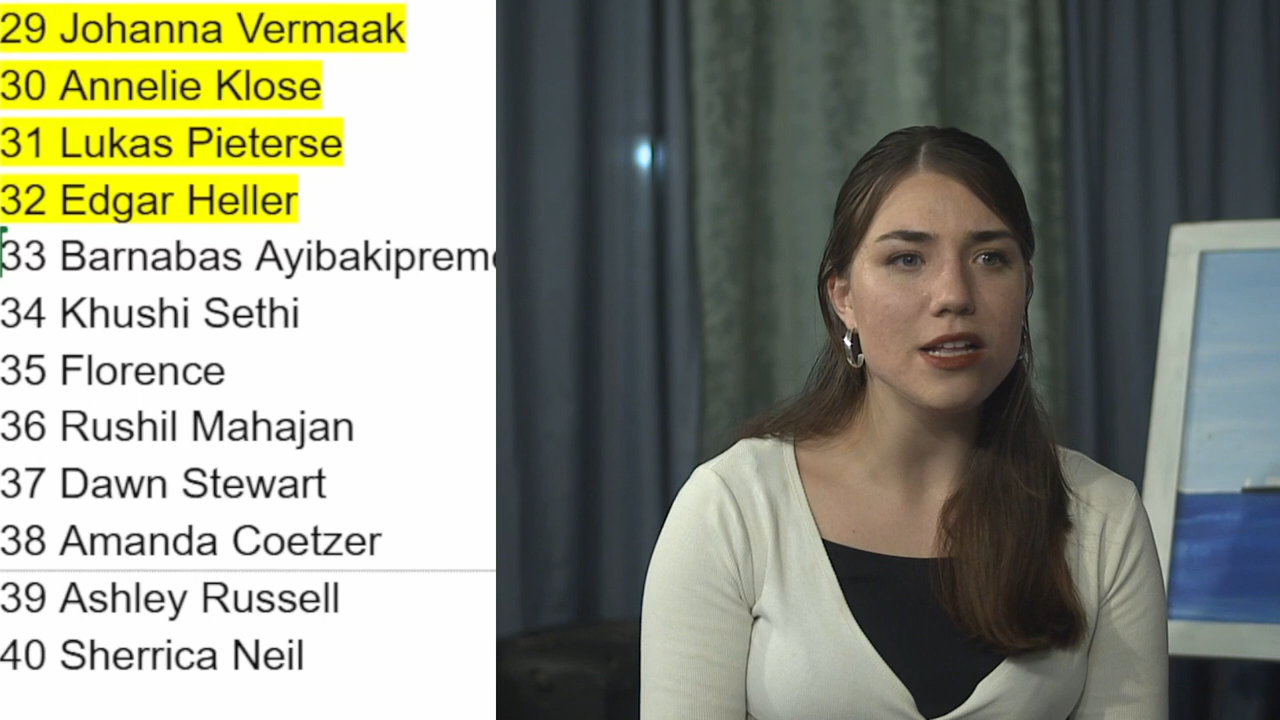 29 Johanna Vermaak
30 Annelie Klose
31 Lukas Pieterse
32 Edgar Heller
33 Barnabas
34 Khushi Sethi
35 Florence
36 Rushil Mahajan
37 Dawn Stewart
38 Amanda Coetzer
39 Ashley Russell
40 Sherrica Neil